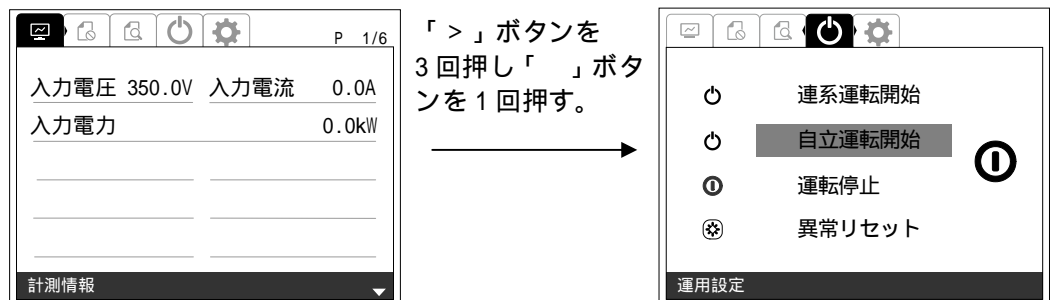 P 1/6
入力電圧 350.0V 入力電流 0.0A
入力電力 0.0kW
計測情報
「>」ボタンを
3回押し「　」ボタ
ンを1回押す。
連系運転開始
自立運転開始
運転停止
異常リセット
運用設定